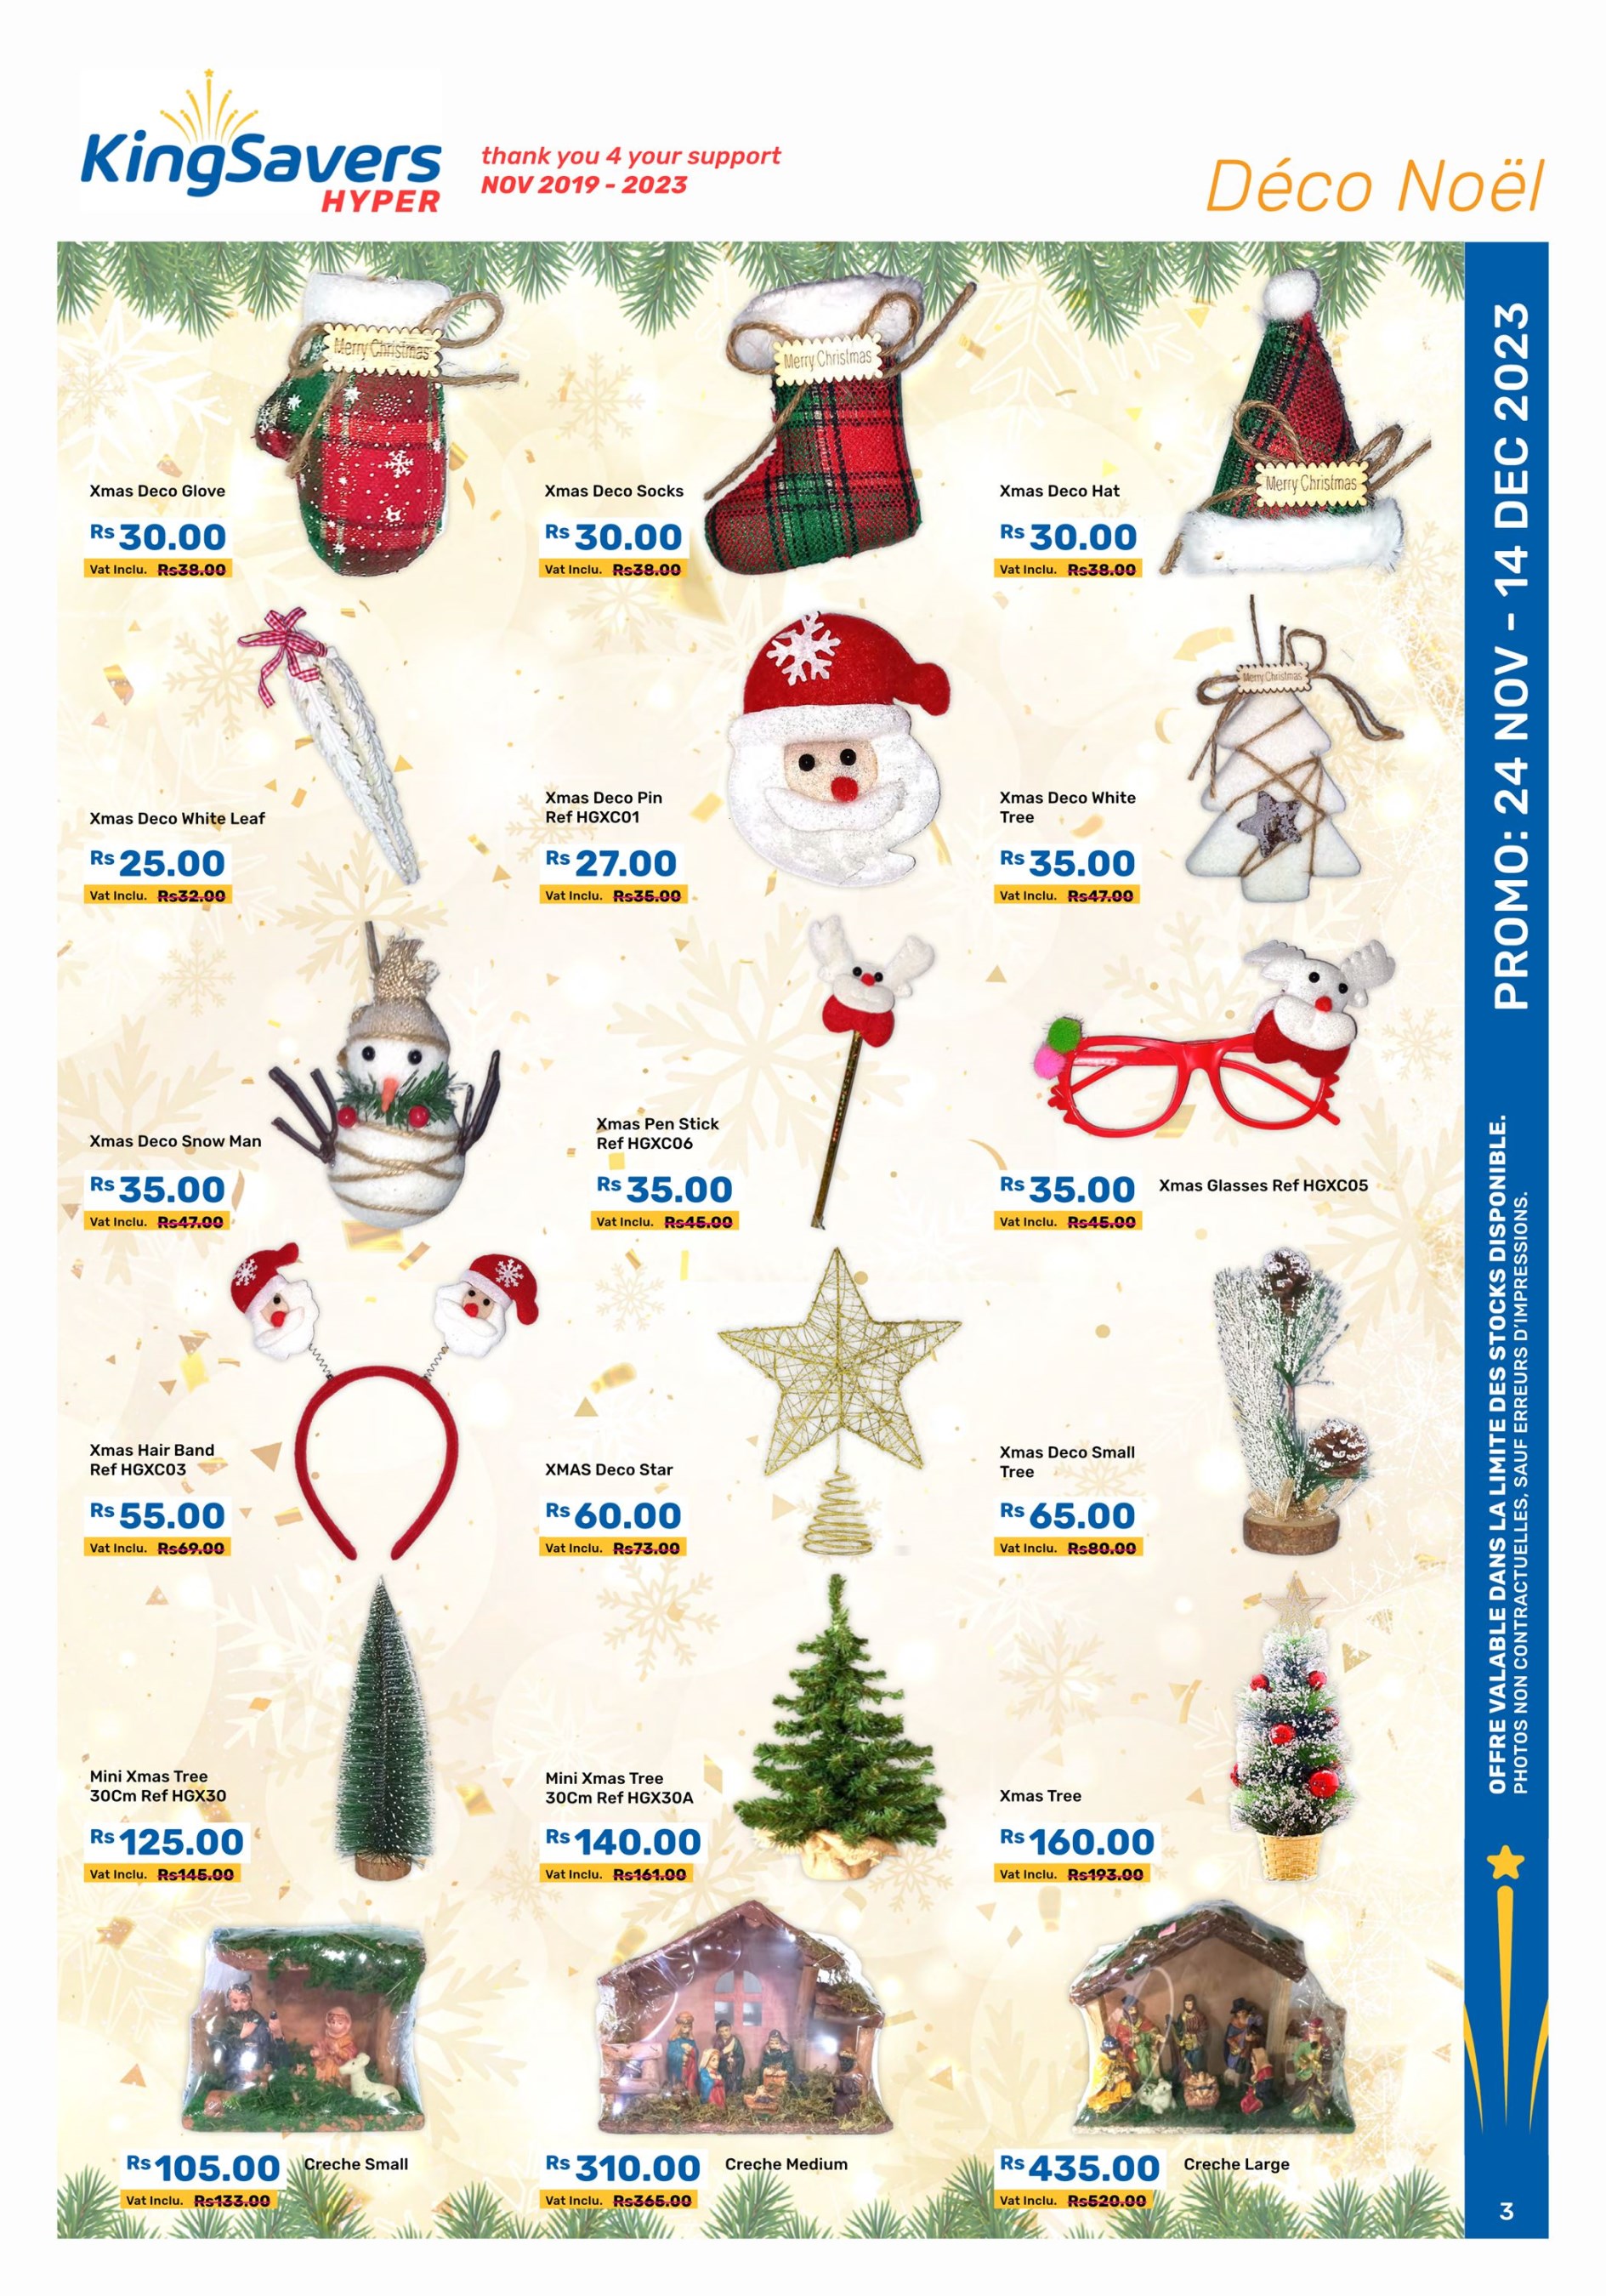 KingSavers
HYPER
thank you 4 your support
NOV 2019 - 2023
Déco Noël
Merry Christmas
Xmas Deco Glove
Rs 30.00
Vat Inclu. Rs38.00
Merry Christmas
Xmas Deco Socks
Rs 30.00
Vat Inclu. Rs38.00
Merry Christmas
Xmas Deco Hat
Rs 30.00
Vat Inclu. Rs38.00
Xmas Deco White Leaf
Rs 25.00
Vat Inclu. Rs32.00
Xmas Deco Pin
Ref HGXC01
Rs 27.00
Vat Inclu. Rs35.00
Merry Christmas
Xmas Deco White
Tree
Rs 35.00
Vat Inclu. Rs47.00
Xmas Deco Snow Man
Rs 35.00
Vat Inclu. Rs47.00
Xmas Pen Stick
Ref HGXC06
Rs 35.00
Vat Inclu. Rs45.00
Rs 35.00
Xmas Glasses Ref HGXC05
Vat Inclu. Rs45.00
Xmas Hair Band
Ref HGXC03
Rs 55.00
Vat Inclu. Rs69.00
XMAS Deco Star
Rs 60.00
Vat Inclu. Rs73.00
Xmas Deco Small
Tree
Rs 65.00
Vat Inclu. Rs80.00
Mini Xmas Tree
30Cm Ref HGX30
Rs 125.00
Vat Inclu. Rs145.00
Mini Xmas Tree
30Cm Ref HGX30A
Rs 140.00
Vat Inclu. Rs161.00
Xmas Tree
Rs 160.00
Vat Inclu. Rs193.00
Rs 105.00
Creche Small
Vat Inclu. Rs133.00
Rs 310.00
Creche Medium
Vat Inclu. Rs365.00
Rs 435.00
Creche Large
Vat Inclu. Rs520.00
PROMO: 24 NOV - 14 DEC 2023
OFFRE VALABLE DANS LA LIMITE DES STOCKS DISPONIBLE.
PHOTOS NON CONTRACTUELLES, SAUF ERREURS D'IMPRESSIONS.
3